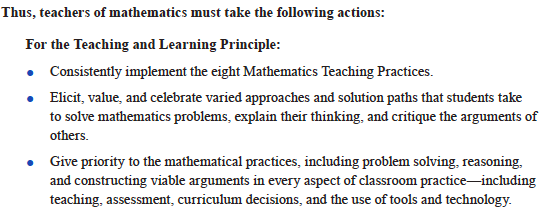 Thus, teachers of mathematics must take the following actions:
For the Teaching and Learning Principle:
• Consistently implement the eight Mathematics Teaching Practices.
• Elicit, value, and celebrate varied approaches and solution paths that students take
to solve mathematics problems, explain their thinking, and critique the arguments of
others.
• Give priority to the mathematical practices, including problem solving, reasoning,
and constructing viable arguments in every aspect of classroom practice—including
teaching, assessment, curriculum decisions, and the use of tools and technology.